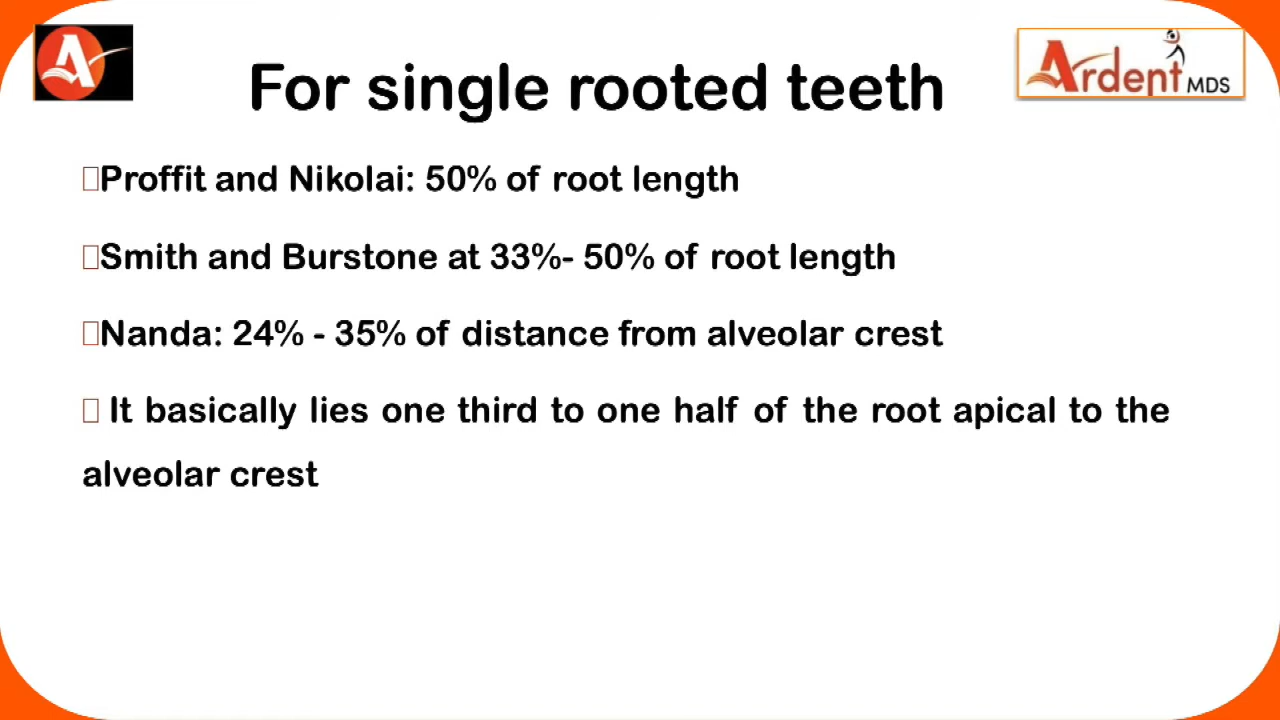 A
Ardent MDS
For single rooted teeth
Proffit and Nikolai: 50% of root length
Smith and Burstone at 33%- 50% of root length
Nanda: 24% - 35% of distance from alveolar crest
It basically lies one third to one half of the root apical to the
alveolar crest